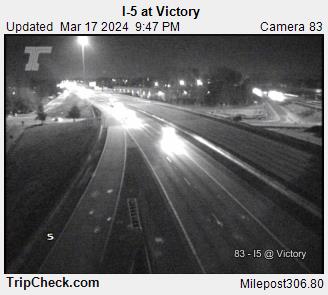 I-5 at Victory
Updated Mar 17 2024 9:47 PM Camera 83
T
S
83 - I5 @ Victory
TripCheck.com Milepost306.80